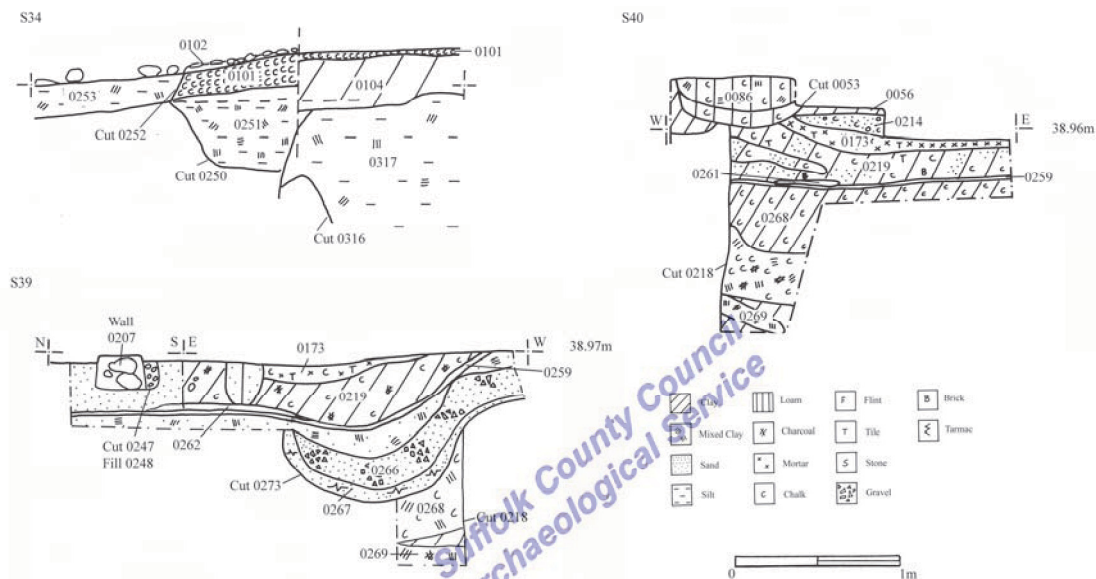 S34
0102
0101
0101
0253
0104
Cut 0252
0251
0317
Cut 0250
Cut 0316
S40
Cut 0053
0086
0056
0214
W
E
38.96m
0173
0219
0261
0259
0268
Cut 0218
0269
S39
Wall
0207
N
S
E
0173
W
38.97m
0259
0219
Cut 0247
Fill 0248
0262
Cut 0273
0266
0267
0268
Cut 0218
0269
Clay
Loam
F
Flint
B
Brick
Mixed Clay
Charcoal
T
Tile
Tarmac
Sand
Mortar
S
Stone
Silt
C
Chalk
Gravel
0
1m
Suffolk County Council
Archaeological Service